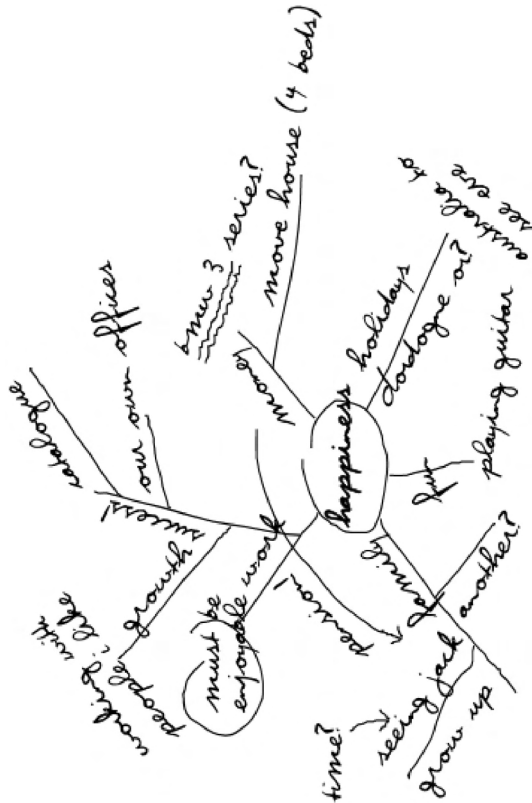 happiness
money
bmw 3 series?
move house (4 beds)
holidays
dordogne or?
australia to
see eve
fun
playing guitar
family
another?
seeing jack
grow up
time?
pension!
work
must be
enjoyable
success!
growth
working with
people i like
our own offices
catalogue